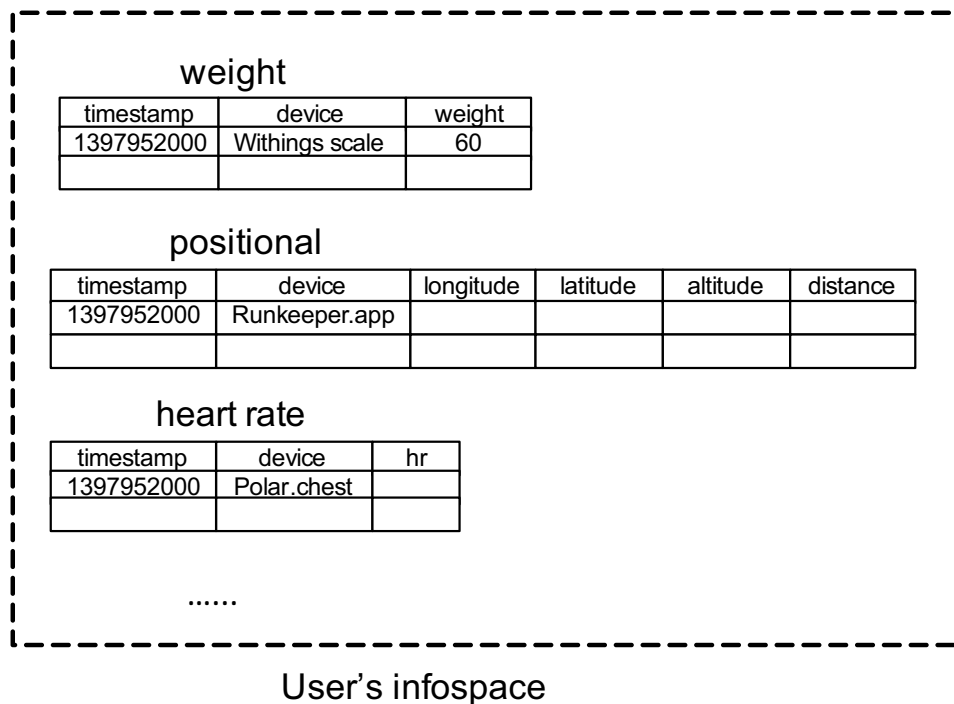 weight
timestamp device weight
1397952000 Withings scale 60
positional
timestamp device longitude latitude altitude distance
1397952000 Runkeeper.app
heart rate
timestamp device hr
1397952000 Polar.chest
......
User’s infospace